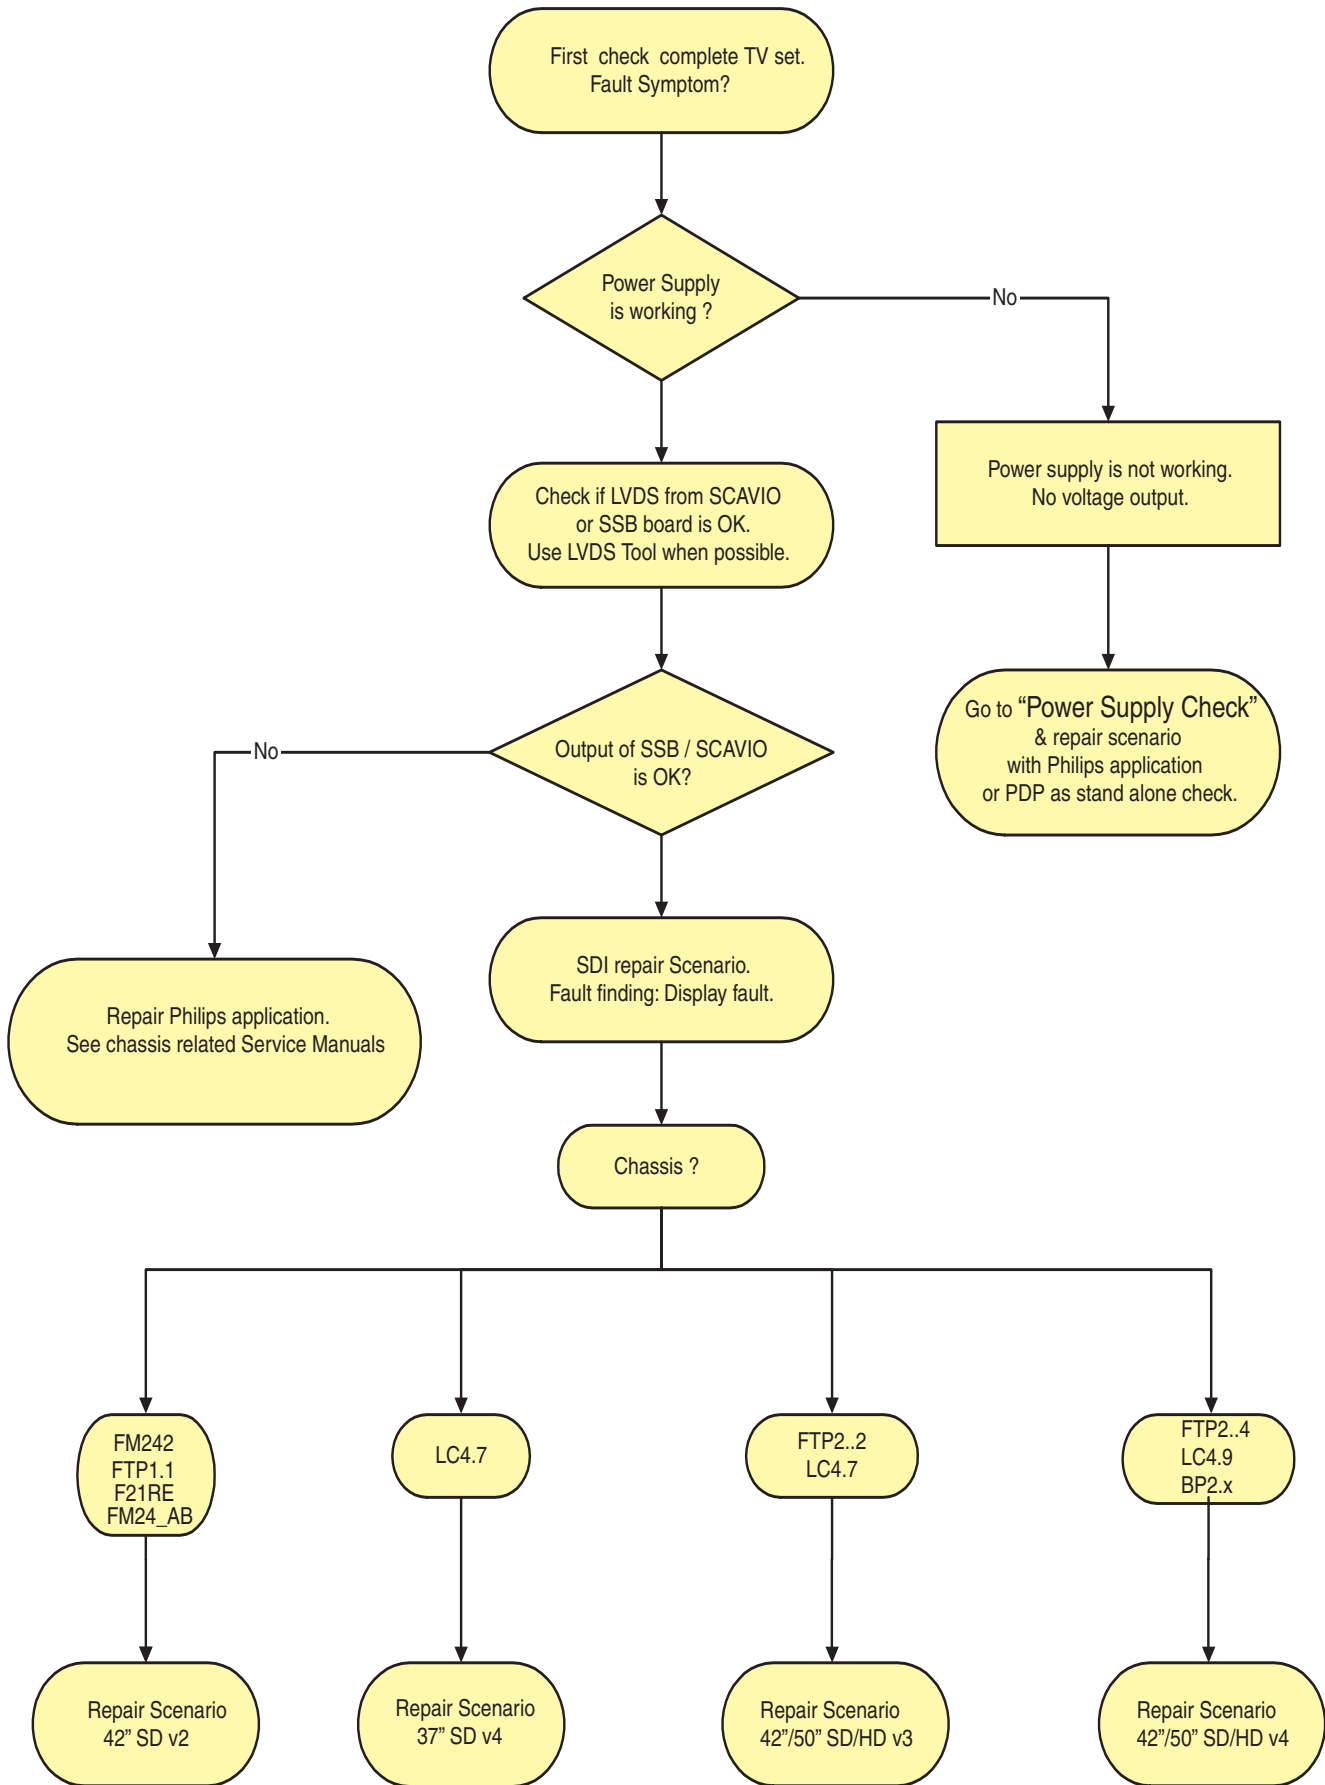 First check complete TV set.
Fault Symptom?
Power Supply
is working ?
No
Power supply is not working.
No voltage output.
Check if LVDS from SCAVIO
or SSB board is OK.
Use LVDS Tool when possible.
Go to “Power Supply Check”
& repair scenario
with Philips application
or PDP as stand alone check.
Output of SSB / SCAVIO
is OK?
No
SDI repair Scenario.
Fault finding: Display fault.
Repair Philips application.
See chassis related Service Manuals
Chassis ?
FM242
FTP1.1
F21RE
FM24_AB
LC4.7
FTP2..2
LC4.7
FTP2..4
LC4.9
BP2.x
Repair Scenario
42” SD v2
Repair Scenario
37” SD v4
Repair Scenario
42”/50” SD/HD v3
Repair Scenario
42”/50” SD/HD v4